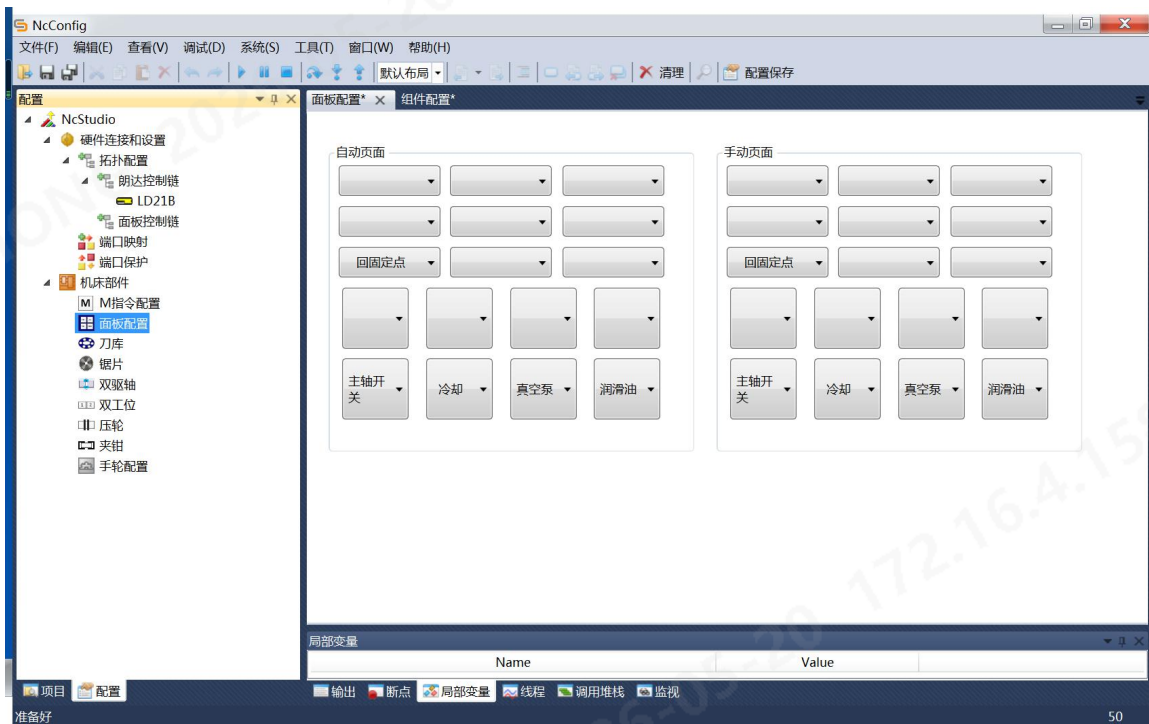 NcConfig
文件(F) 编辑(E) 查看(V) 调试(D) 系统(S) 工具(T) 窗口(W) 帮助(H)
默认布局 清理 配置保存
配置
面板配置* 组件配置*
NcStudio
硬件连接和设置
拓扑配置
朗达控制链
LD21B
面板控制链
端口映射
端口保护
机床部件
M M指令配置
面板配置
刀库
锯片
双驱轴
双工位
压轮
夹钳
手轮配置
自动页面
回固定点
主轴开关 冷却 真空泵 润滑油
手动页面
回固定点
主轴开关 冷却 真空泵 润滑油
局部变量
Name Value
项目 配置
输出 断点 局部变量 线程 调用堆栈 监视
准备好 50
172.16.4.15